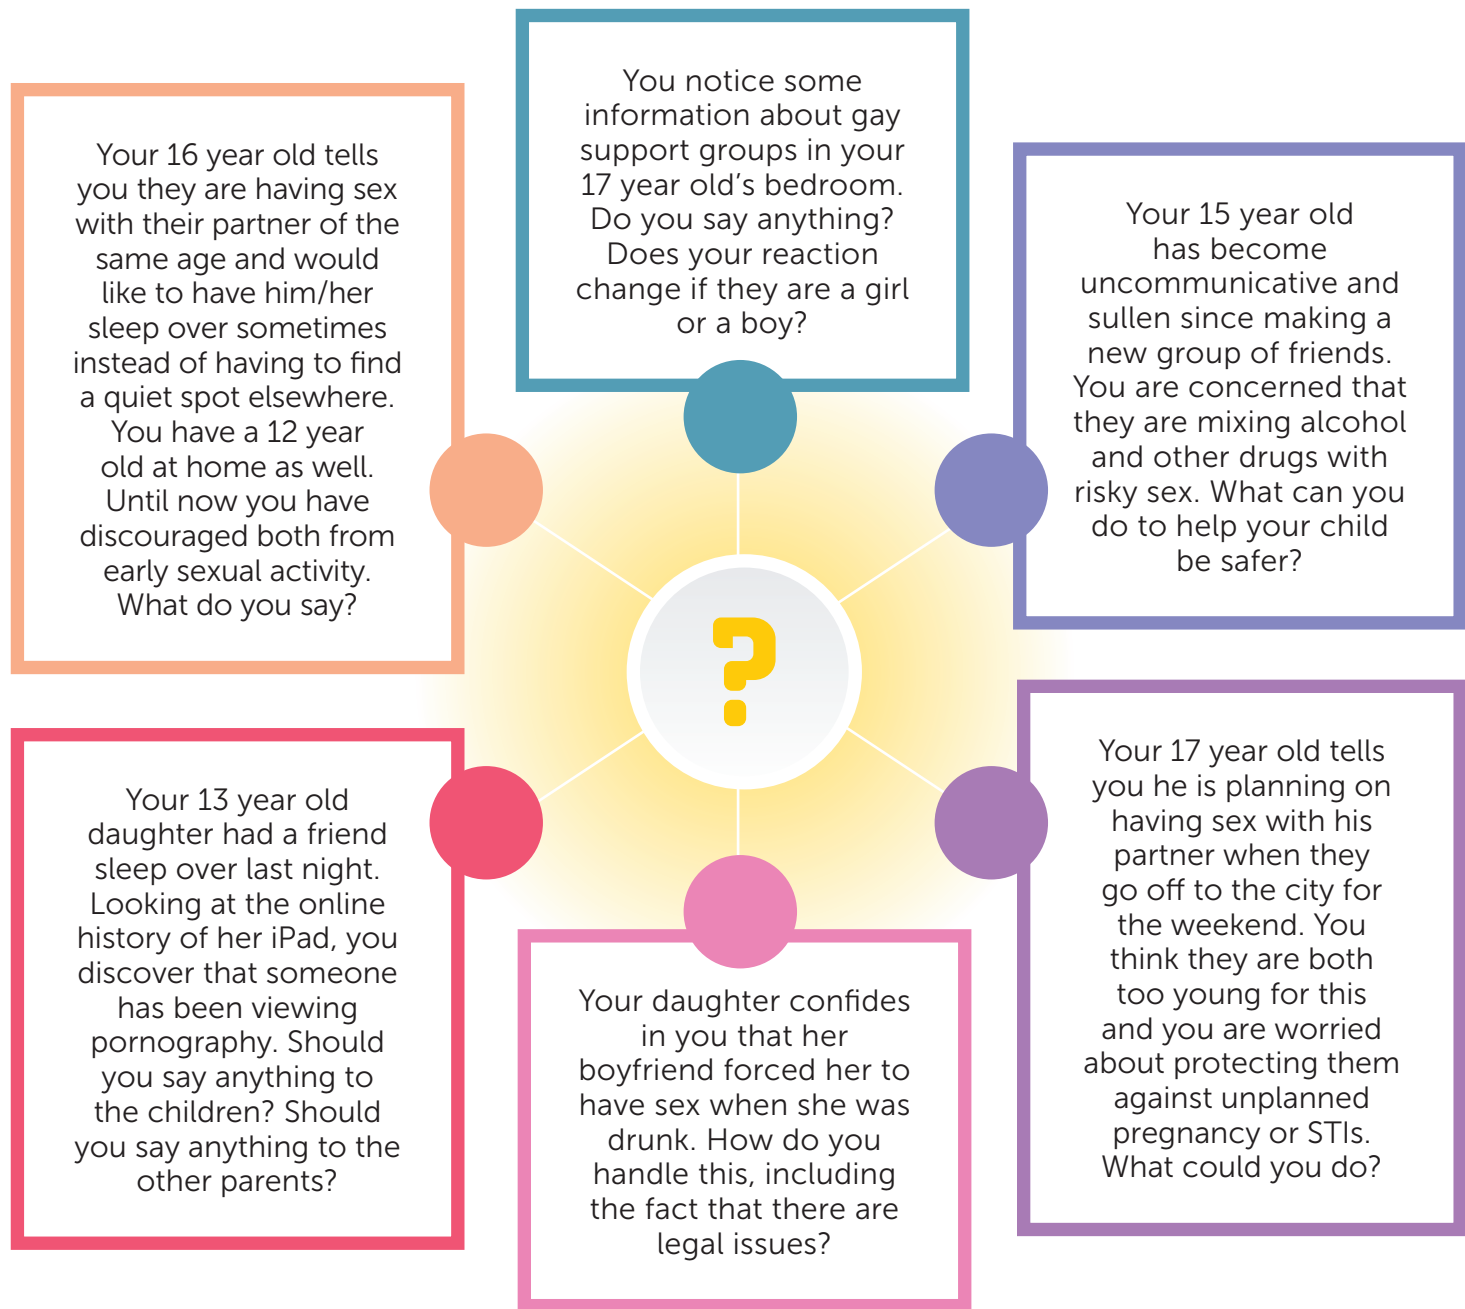 You notice some
information about gay
support groups in your
17 year old's bedroom.
Do you say anything?
Does your reaction
change if they are a girl
or a boy?
Your 16 year old tells
you they are having sex
with their partner of the
same age and would
like to have him/her
sleep over sometimes
instead of having to find
a quiet spot elsewhere.
You have a 12 year
old at home as well.
Until now you have
discouraged both from
early sexual activity.
What do you say?
Your 15 year old
has become
uncommunicative and
sullen since making a
new group of friends.
You are concerned that
they are mixing alcohol
and other drugs with
risky sex. What can you
do to help your child
be safer?
?
Your 13 year old
daughter had a friend
sleep over last night.
Looking at the online
history of her iPad, you
discover that someone
has been viewing
pornography. Should
you say anything to
the children? Should
you say anything to the
other parents?
Your daughter confides
in you that her
boyfriend forced her to
have sex when she was
drunk. How do you
handle this, including
the fact that there are
legal issues?
Your 17 year old tells
you he is planning on
having sex with his
partner when they
go off to the city for
the weekend. You
think they are both
too young for this
and you are worried
about protecting them
against unplanned
pregnancy or STIs.
What could you do?